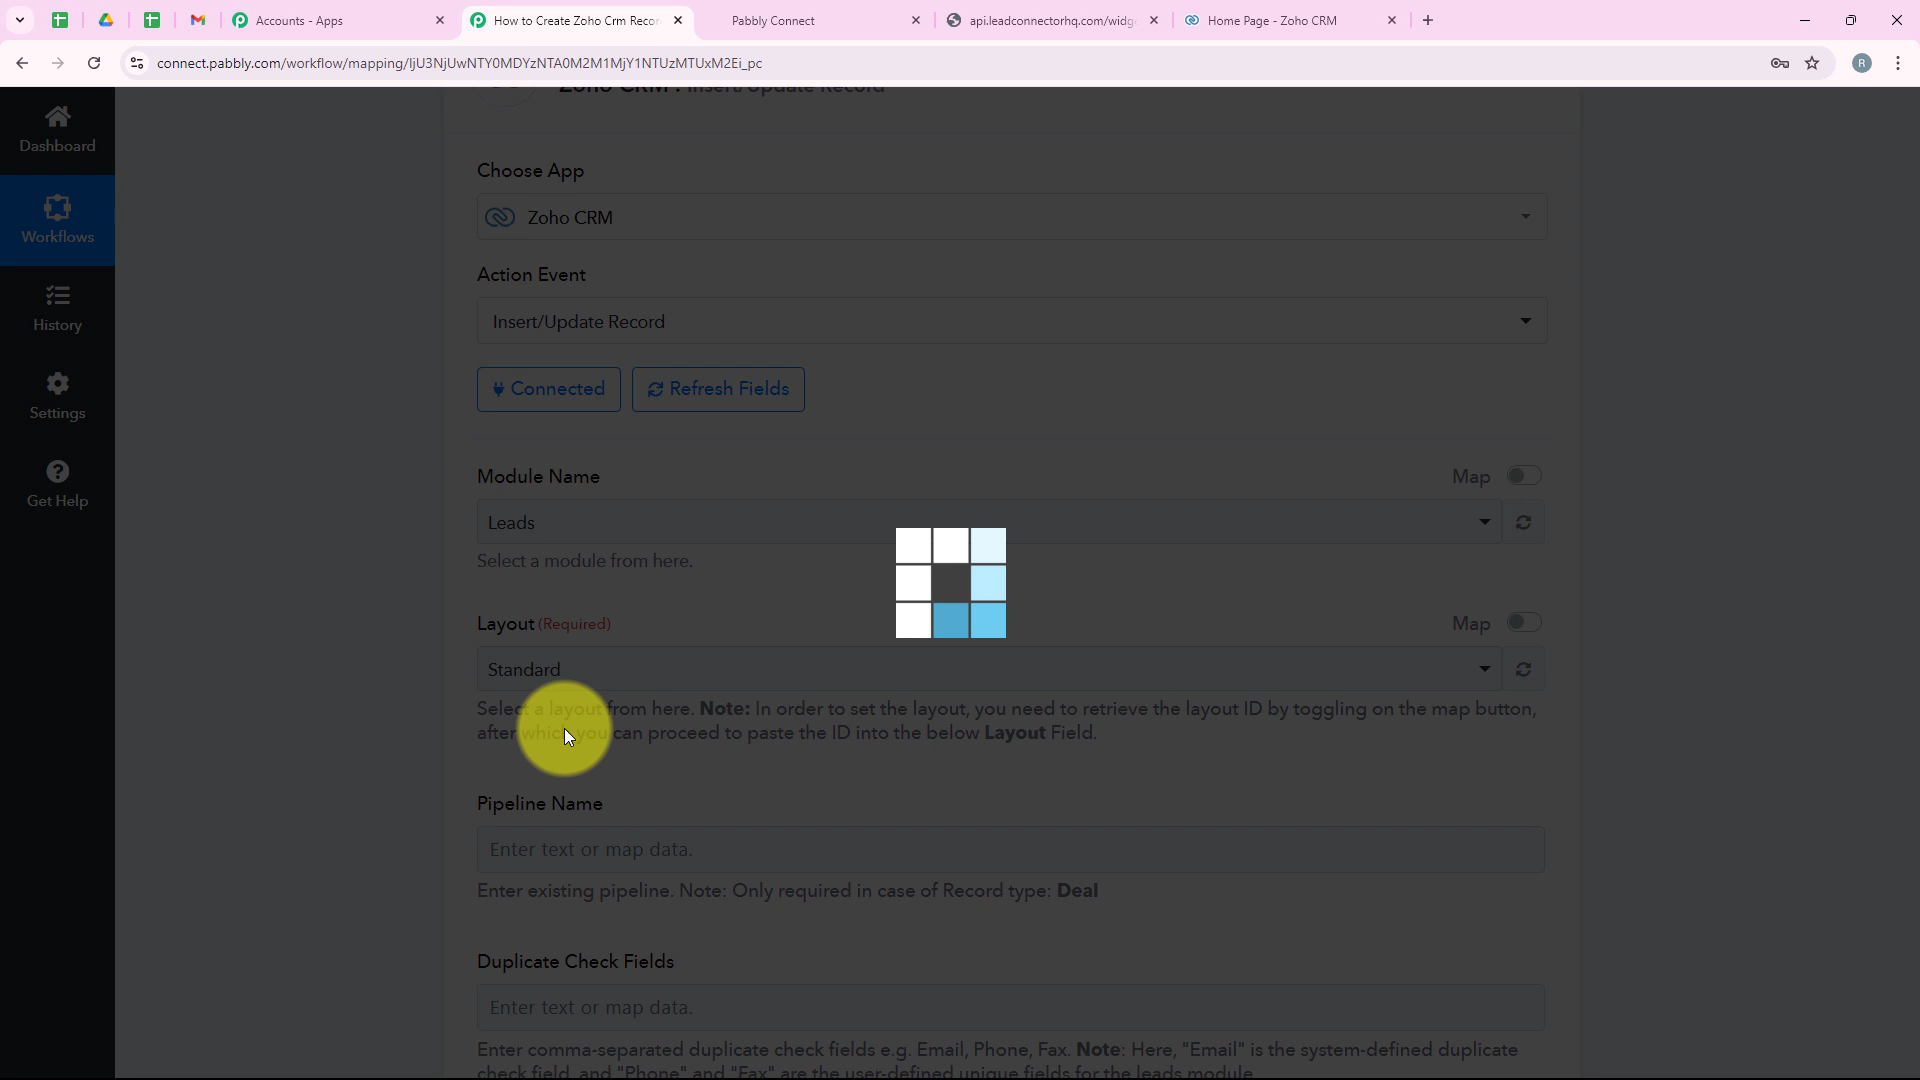 Accounts - Apps
How to Create Zoho Crm Recor
Pabbly Connect
api.leadconnectorhq.com/widge
Home Page - Zoho CRM
connect.pabbly.com/workflow/mapping/IjU3NjUwNTY0MDYzNTA0M2M1MjY1NTUzMTUxM2Ei_pc
R
Zoho CRM : Insert/Update Record
Dashboard
Workflows
History
Settings
Get Help
Choose App
Zoho CRM
Action Event
Insert/Update Record
Connected
Refresh Fields
Module Name
Map
Leads
Select a module from here.
Layout (Required)
Map
Standard
Select a layout from here. Note: In order to set the layout, you need to retrieve the layout ID by toggling on the map button,
after which you can proceed to paste the ID into the below Layout Field.
Pipeline Name
Enter text or map data.
Enter existing pipeline. Note: Only required in case of Record type: Deal
Duplicate Check Fields
Enter text or map data.
Enter comma-separated duplicate check fields e.g. Email, Phone, Fax. Note: Here, "Email" is the system-defined duplicate
check field, and "Phone" and "Fax" are the user-defined unique fields for the leads module.